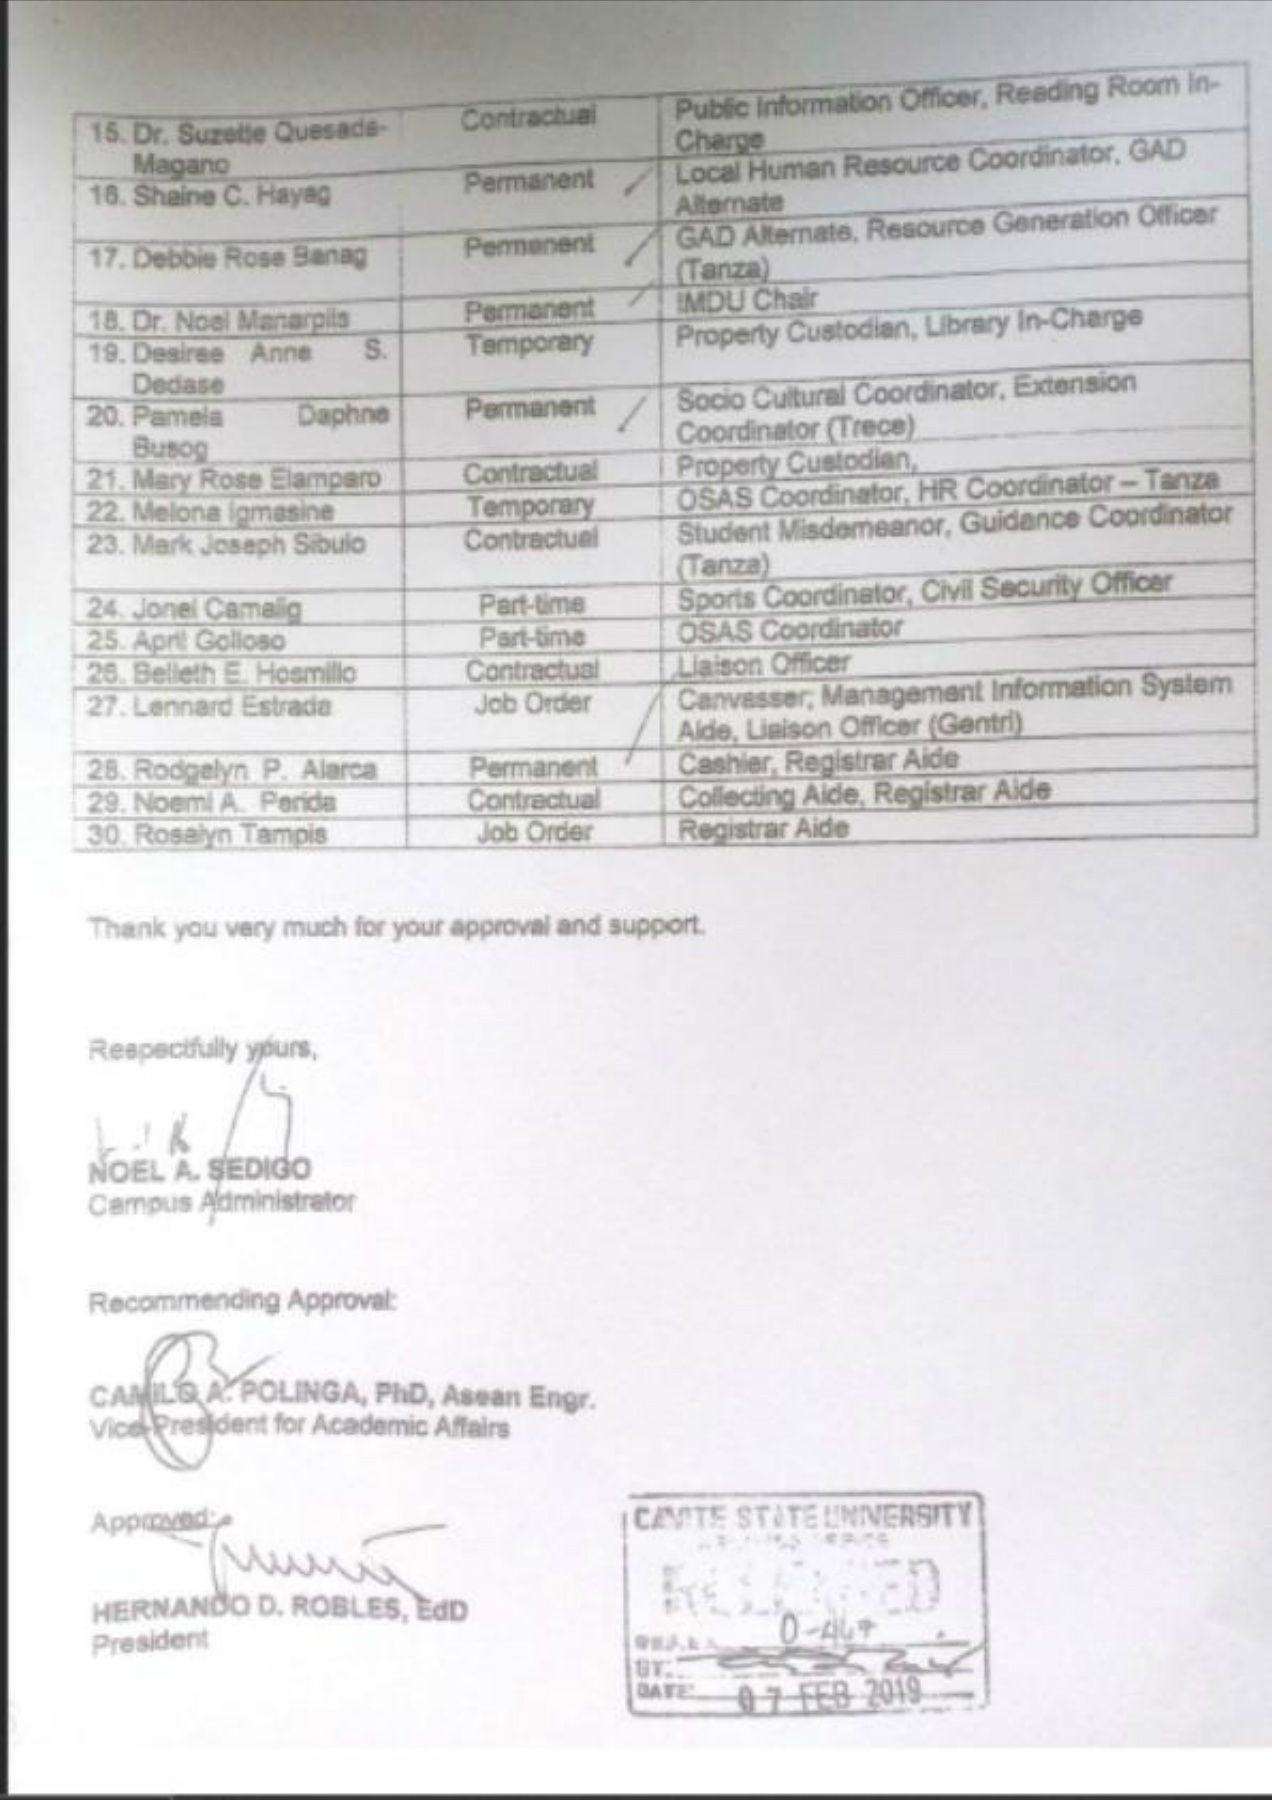 15. Dr. Suzette Quesada-
Magano
Contractual
Public Information Officer, Reading Room In-
Charge
16. Shaine C. Hayag
Permanent
Local Human Resource Coordinator, GAD
Alternate
17. Debbie Rose Banag
Permanent
GAD Alternate, Resource Generation Officer
(Tanza)
18. Dr. Noel Manarpiis
Permanent
IMDU Chair
19. Desiree Anne S.
Dedase
Temporary
Property Custodian, Library In-Charge
20. Pamela Daphne
Busog
Permanent
Socio Cultural Coordinator, Extension
Coordinator (Trece)
21. Mary Rose Elamparo
Contractual
Property Custodian,
22. Melona Igmasine
Temporary
OSAS Coordinator, HR Coordinator – Tanza
23. Mark Joseph Sibulo
Contractual
Student Misdemeanor, Guidance Coordinator
(Tanza)
24. Jonel Camalig
Part-time
Sports Coordinator, Civil Security Officer
25. April Golloso
Part-time
OSAS Coordinator
26. Belleth E. Hosmillo
Contractual
Liaison Officer
27. Lennard Estrada
Job Order
Canvasser, Management Information System
Aide, Liaison Officer (Gentri)
28. Rodgelyn P. Alarca
Permanent
Cashier, Registrar Aide
29. Noemi A. Perida
Contractual
Collecting Aide, Registrar Aide
30. Rosalyn Tampis
Job Order
Registrar Aide
Thank you very much for your approval and support.
Respectfully yours,
NOEL A. SEDIGO
Campus Administrator
Recommending Approval:
CAMILO A. POLINGA, PhD, Asean Engr.
Vice-President for Academic Affairs
Approved:
HERNANDO D. ROBLES, EdD
President
CAVITE STATE UNIVERSITY
BY:
DATE: 07 FEB 2019